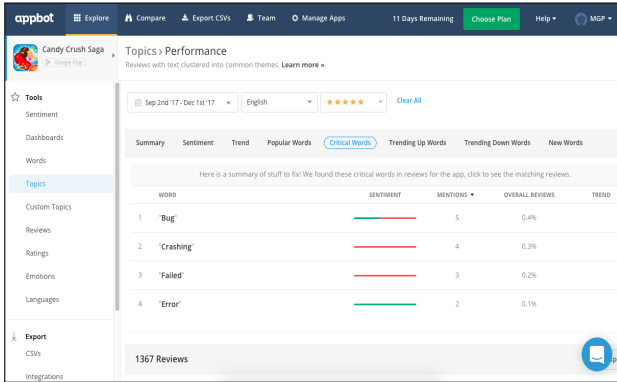 appbot
Explore
Compare
Export CSVs
Team
Manage Apps
11 Days Remaining
Choose Plan
Help
MGP
Candy Crush Saga
Google Play
Tools
Sentiment
Dashboards
Words
Topics
Custom Topics
Reviews
Ratings
Emotions
Languages
Export
CSVs
Integrations
Topics › Performance
Reviews with text clustered into common themes. Learn more »
Sep 2nd '17 - Dec 1st '17
English
Clear All
Summary Sentiment Trend Popular Words Critical Words Trending Up Words Trending Down Words New Words
Here is a summary of stuff to fix! We found these critical words in reviews for the app, click to see the matching reviews.
WORD SENTIMENT MENTIONS OVERALL REVIEWS TREND
1 "Bug" 5 0.4%
2 "Crashing" 4 0.3%
3 "Failed" 3 0.2%
4 "Error" 2 0.1%
1367 Reviews